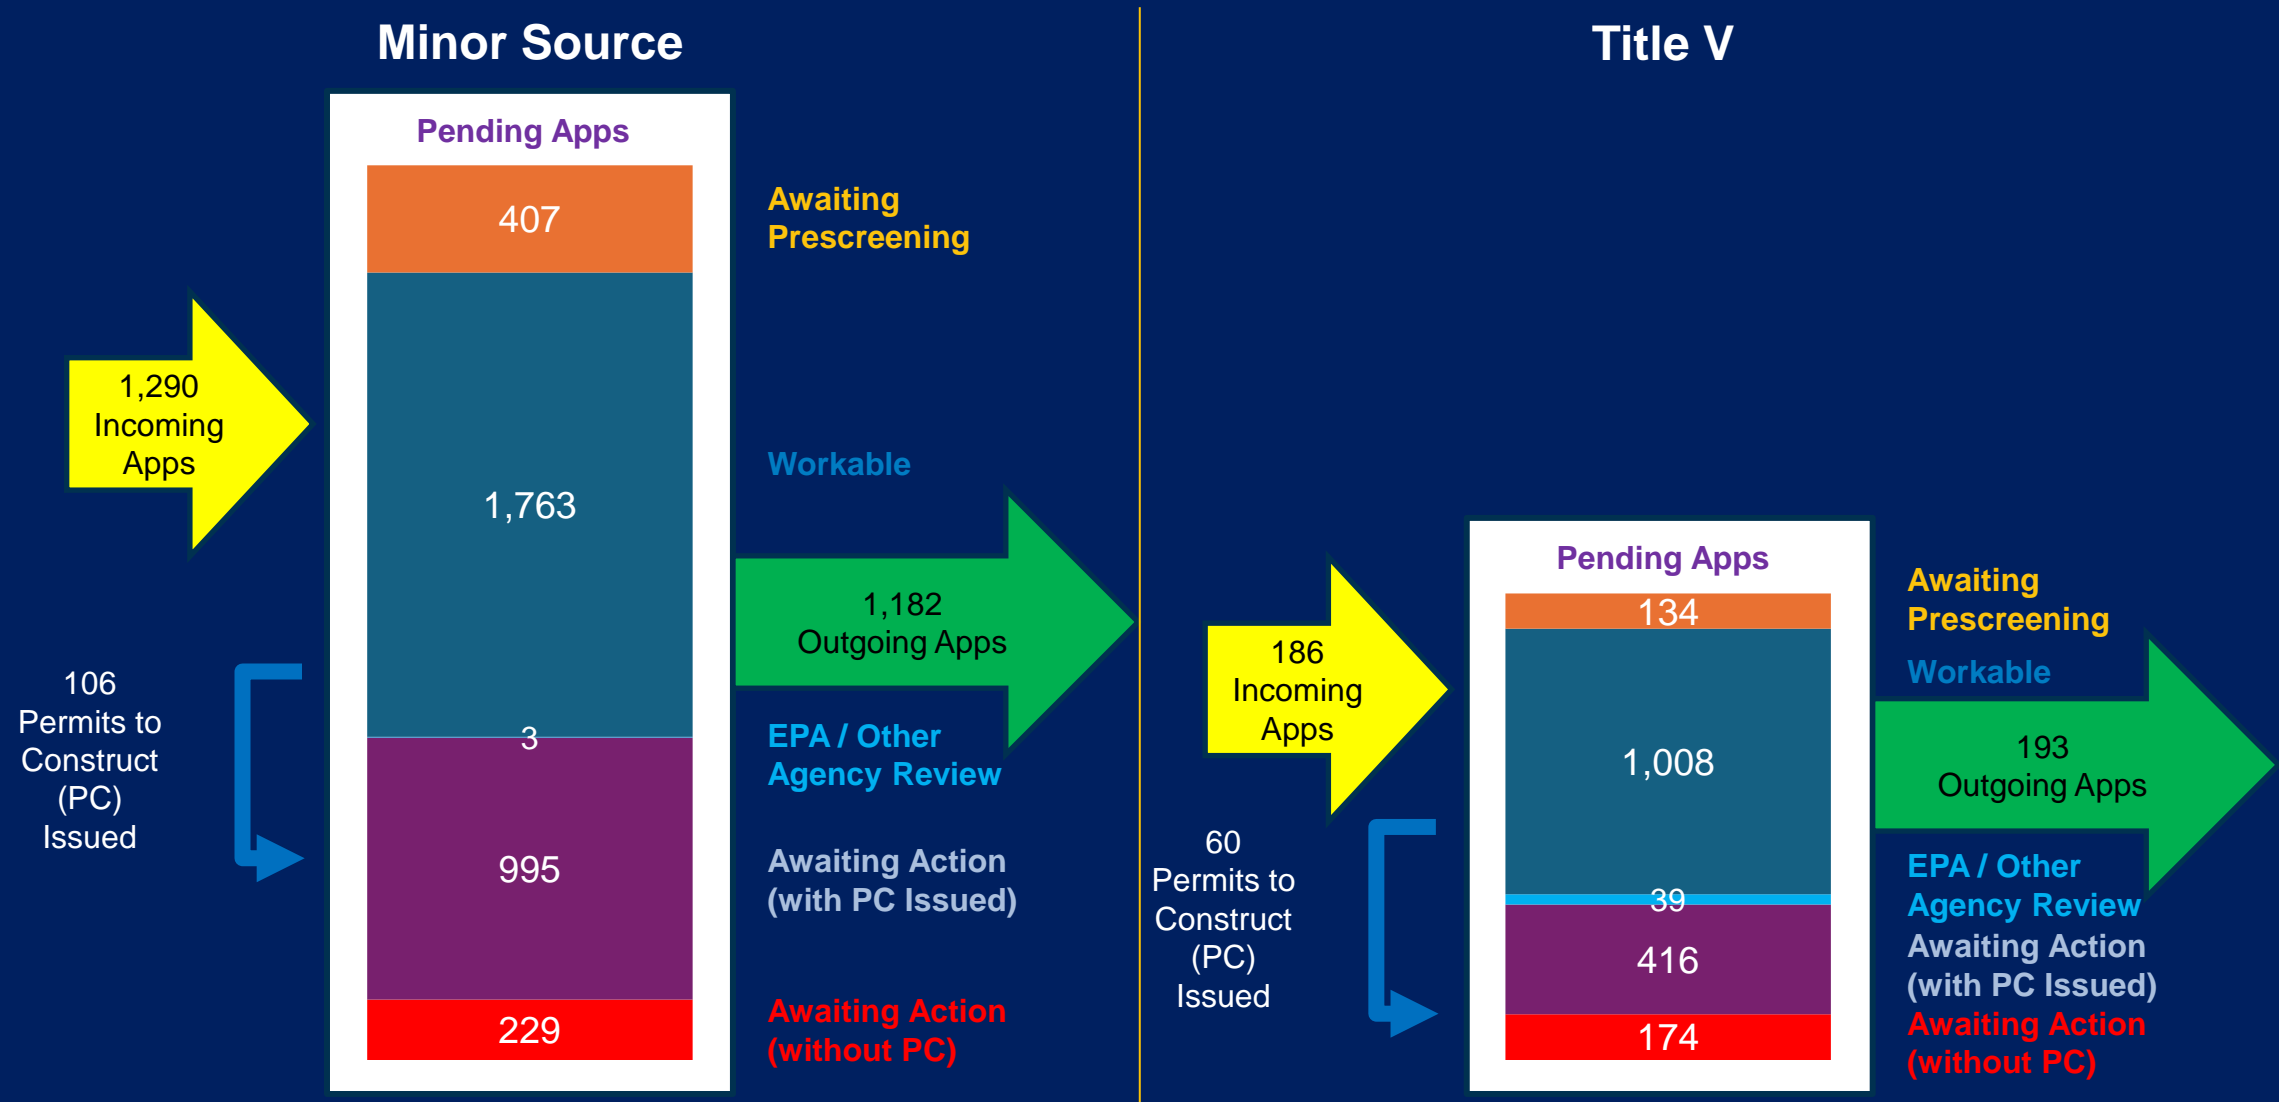 Minor Source
Pending Apps
407
1,763
3
995
229
1,290
Incoming
Apps
106
Permits to
Construct
(PC)
Issued
Awaiting
Prescreening
Workable
1,182
Outgoing Apps
EPA / Other
Agency Review
Awaiting Action
(with PC Issued)
Awaiting Action
(without PC)
Title V
Pending Apps
134
1,008
39
416
174
186
Incoming
Apps
60
Permits to
Construct
(PC)
Issued
Awaiting
Prescreening
Workable
193
Outgoing Apps
EPA / Other
Agency Review
Awaiting Action
(with PC Issued)
Awaiting Action
(without PC)